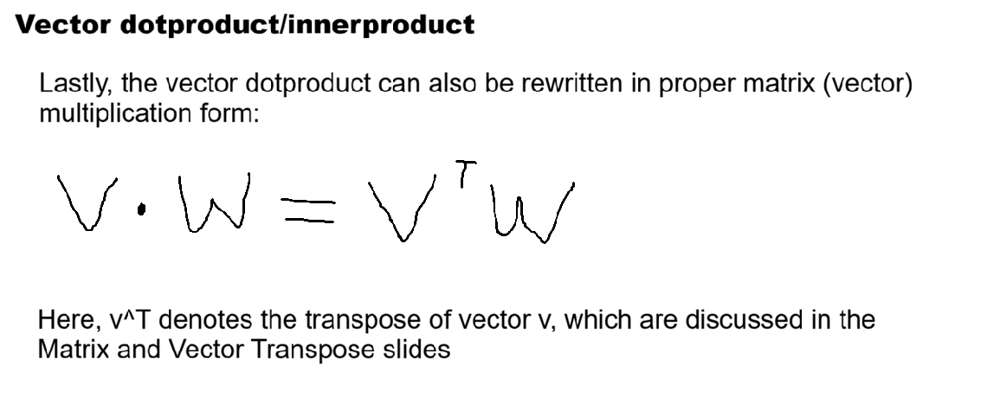 Vector dotproduct/innerproduct
Lastly, the vector dotproduct can also be rewritten in proper matrix (vector)
multiplication form:
V · W = V^T W
Here, v^T denotes the transpose of vector v, which are discussed in the
Matrix and Vector Transpose slides